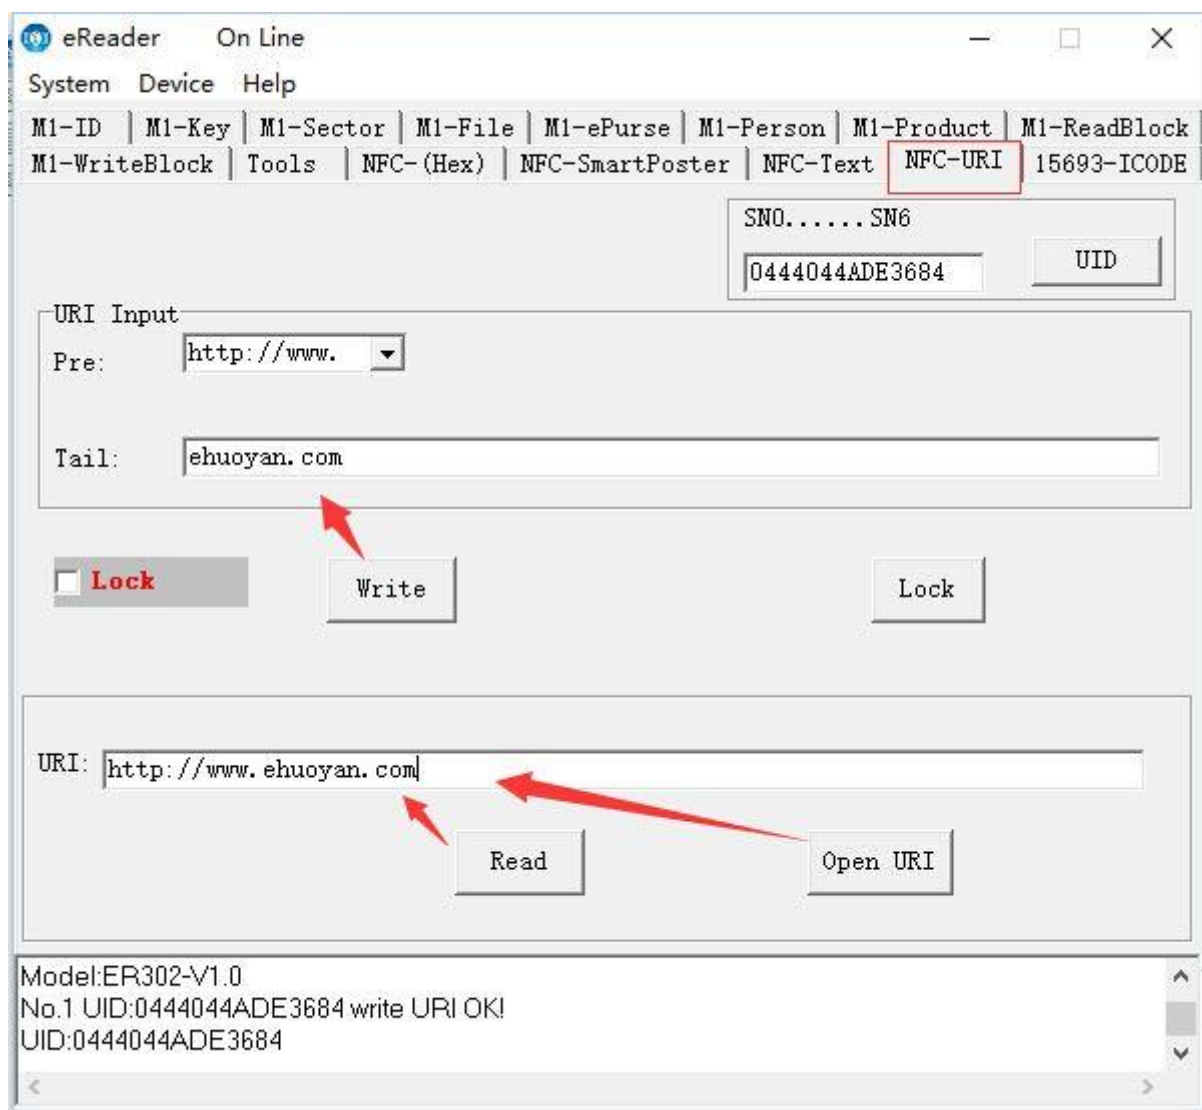 eReader On Line
System Device Help
M1-ID M1-Key M1-Sector M1-File M1-ePurse M1-Person M1-Product M1-ReadBlock
M1-WriteBlock Tools NFC-(Hex) NFC-SmartPoster NFC-Text NFC-URI 15693-ICODE
SN0......SN6
0444044ADE3684 UID
URI Input
Pre: http://www.
Tail: ehuoyan.com
Lock Write Lock
URI: http://www.ehuoyan.com
Read Open URI
Model:ER302-V1.0
No.1 UID:0444044ADE3684 write URI OK!
UID:0444044ADE3684